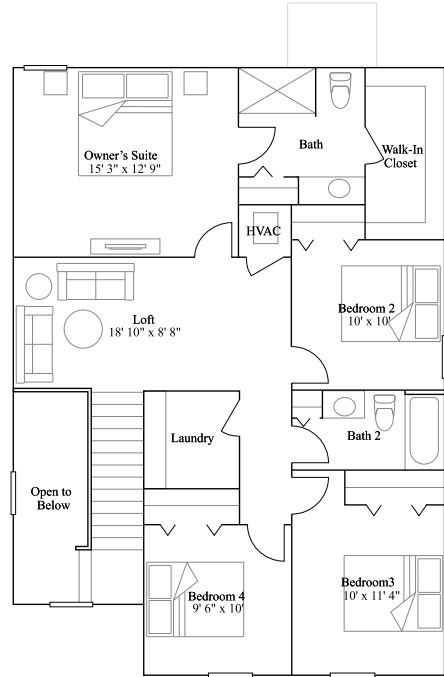 Owner's Suite
15' 3" x 12' 9"
Bath
Walk-In
Closet
HVAC
Bedroom 2
10' x 10'
Loft
18' 10" x 8' 8"
Laundry
Bath 2
Open to
Below
Bedroom 4
9' 6" x 10'
Bedroom3
10' x 11' 4"